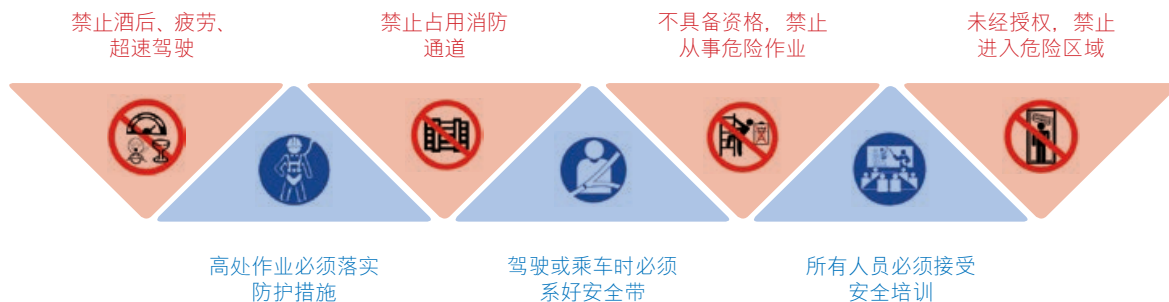 禁止酒后、疲劳、
超速驾驶
禁止占用消防
通道
不具备资格，禁止
从事危险作业
未经授权，禁止
进入危险区域
高处作业必须落实
防护措施
驾驶或乘车时必须
系好安全带
所有人员必须接受
安全培训